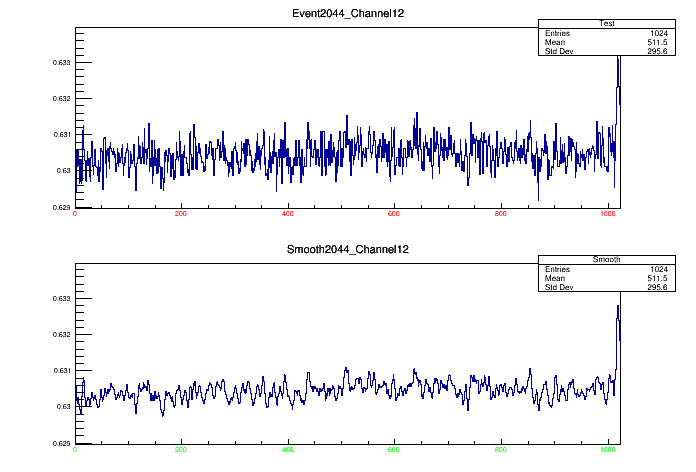 Event2044_Channel12
Test
Entries 1024
Mean 511.5
Std Dev 295.6
0.633
0.632
0.631
0.63
0.629
0 200 400 600 800 1000
Smooth2044_Channel12
Smooth
Entries 1024
Mean 511.5
Std Dev 295.6
0.633
0.632
0.631
0.63
0.629
0 200 400 600 800 1000